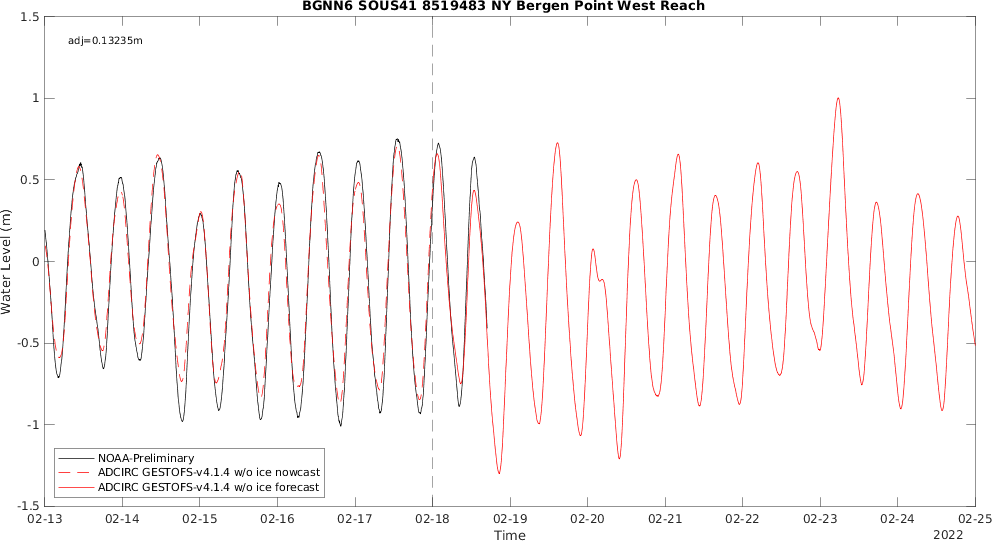 BGNN6 SOUS41 8519483 NY Bergen Point West Reach
adj=0.13235m
Water Level (m)
1.5
1
0.5
0
-0.5
-1
-1.5
NOAA-Preliminary
ADCIRC GESTOFS-v4.1.4 w/o ice nowcast
ADCIRC GESTOFS-v4.1.4 w/o ice forecast
02-13 02-14 02-15 02-16 02-17 02-18 02-19 02-20 02-21 02-22 02-23 02-24 02-25
Time
2022